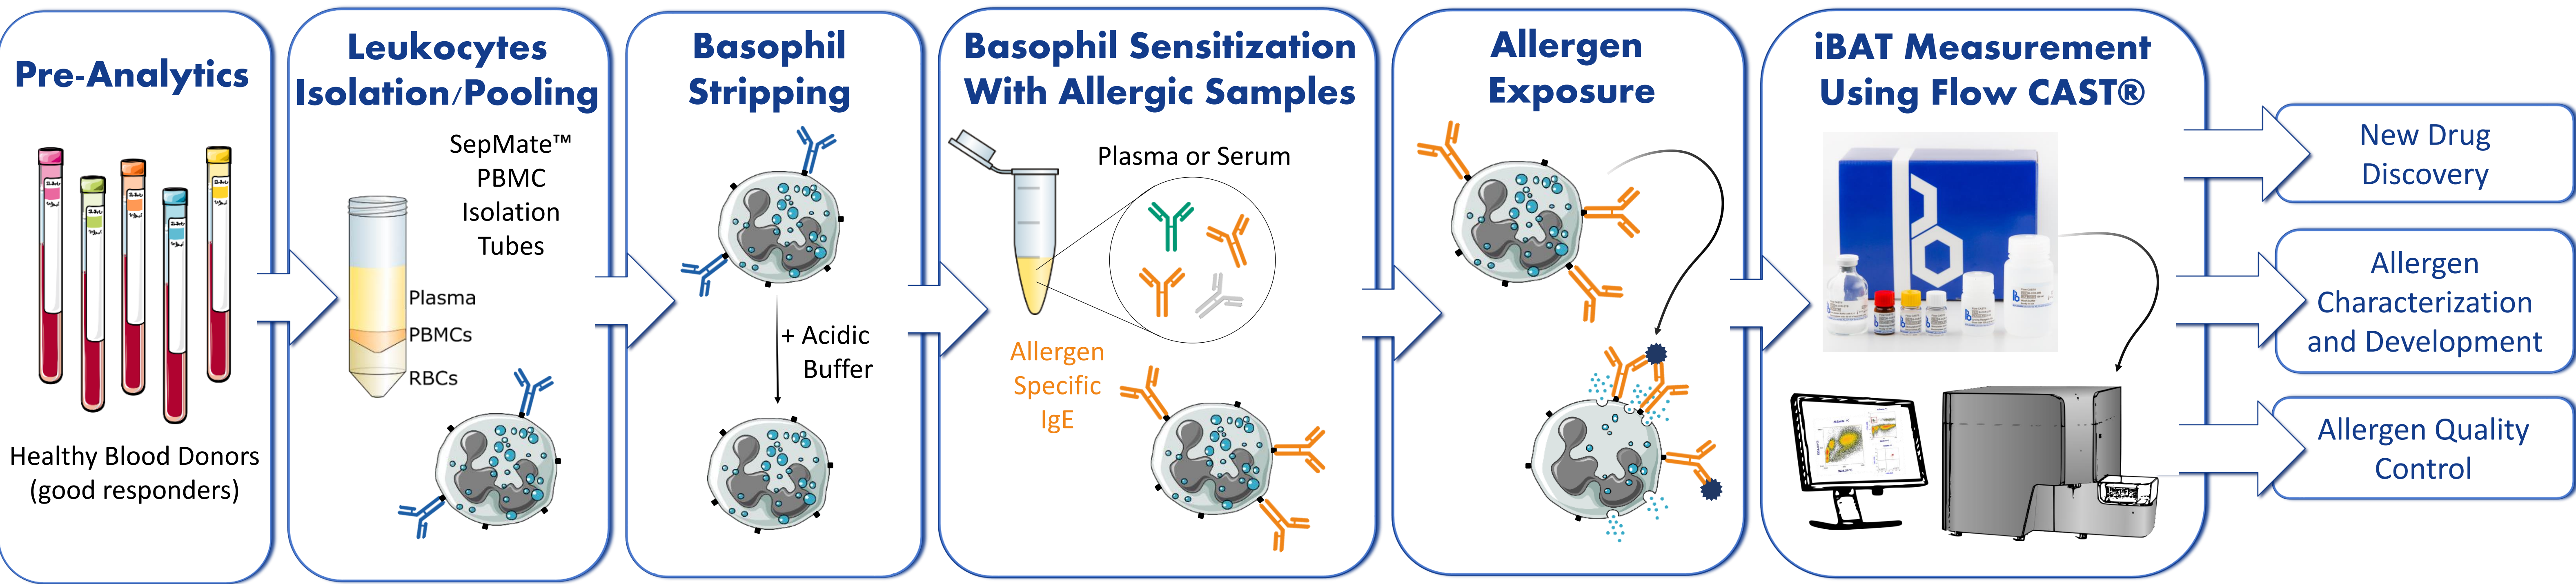 Pre-Analytics
Healthy Blood Donors
(good responders)
Leukocytes
Isolation/Pooling
SepMate™
PBMC
Isolation
Tubes
Plasma
PBMCs
RBCs
Basophil
Stripping
+ Acidic
Buffer
Basophil Sensitization
With Allergic Samples
Plasma or Serum
Allergen
Specific
IgE
Allergen
Exposure
iBAT Measurement
Using Flow CAST®
New Drug
Discovery
Allergen
Characterization
and Development
Allergen Quality
Control